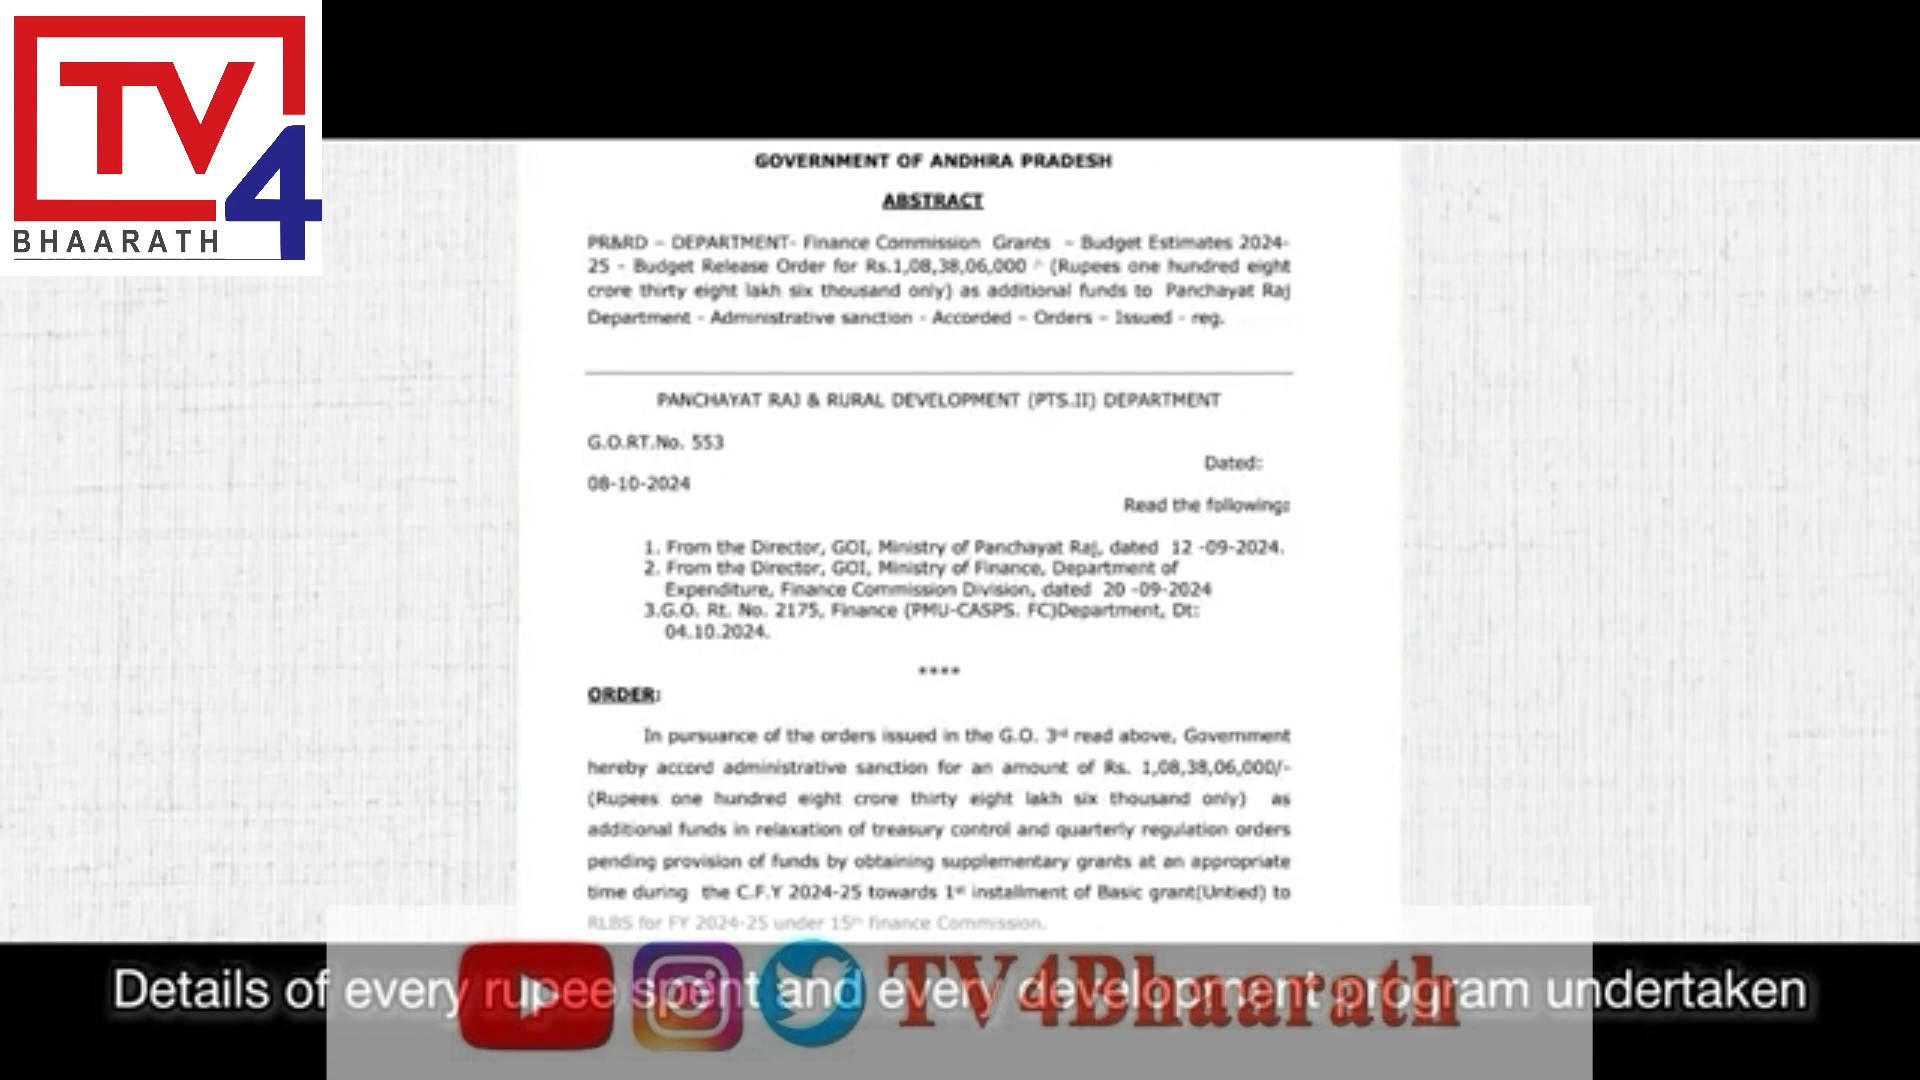 TV
4
BHAARATH
GOVERNMENT OF ANDHRA PRADESH
ABSTRACT
PR&RD – DEPARTMENT- Finance Commission Grants – Budget Estimates 2024-
25 - Budget Release Order for Rs.1,08,38,06,000 (Rupees one hundred eight
crore thirty eight lakh six thousand only) as additional funds to Panchayat Raj
Department - Administrative sanction - Accorded – Orders – Issued - reg.
PANCHAYAT RAJ & RURAL DEVELOPMENT (PTS.II) DEPARTMENT
G.O.RT.No. 553
Dated:
08-10-2024
Read the following:
1. From the Director, GOI, Ministry of Panchayat Raj, dated 12 -09-2024.
2. From the Director, GOI, Ministry of Finance, Department of
Expenditure, Finance Commission Division, dated 20 -09-2024
3.G.O. Rt. No. 2175, Finance (PMU-CASPS. FC)Department, Dt:
04.10.2024.
****
ORDER:
In pursuance of the orders issued in the G.O. 3rd read above, Government
hereby accord administrative sanction for an amount of Rs. 1,08,38,06,000/-
(Rupees one hundred eight crore thirty eight lakh six thousand only) as
additional funds in relaxation of treasury control and quarterly regulation orders
pending provision of funds by obtaining supplementary grants at an appropriate
time during the C.F.Y 2024-25 towards 1st installment of Basic grant(Untied) to
RLBS for FY 2024-25 under 15th finance Commission.
Details of every rupee spent and every development program undertaken
TV4Bhaarath